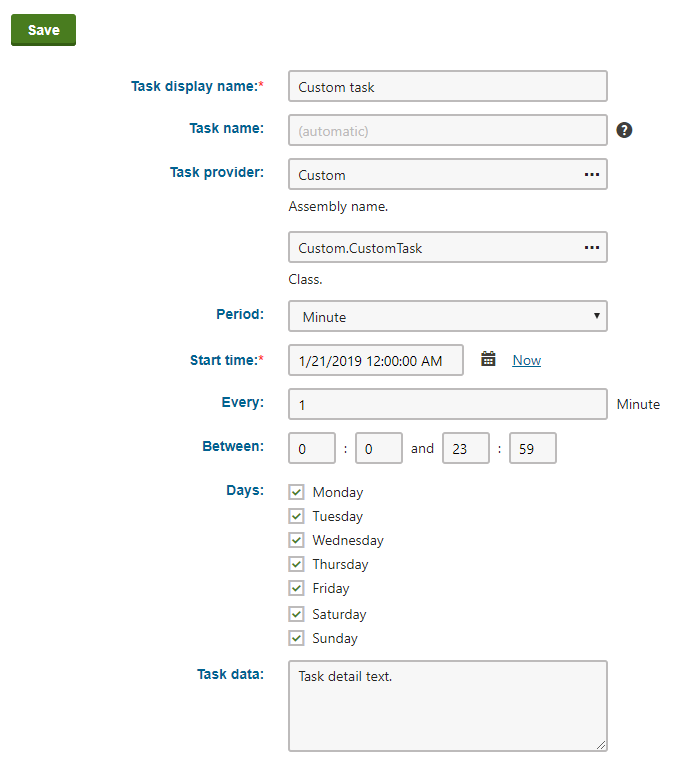 Save
Task display name:* Custom task
Task name: (automatic) ?
Task provider: Custom ...
Assembly name.
Custom.CustomTask ...
Class.
Period: Minute
Start time:* 1/21/2019 12:00:00 AM Now
Every: 1 Minute
Between: 0 : 0 and 23 : 59
Days: Monday
Tuesday
Wednesday
Thursday
Friday
Saturday
Sunday
Task data: Task detail text.